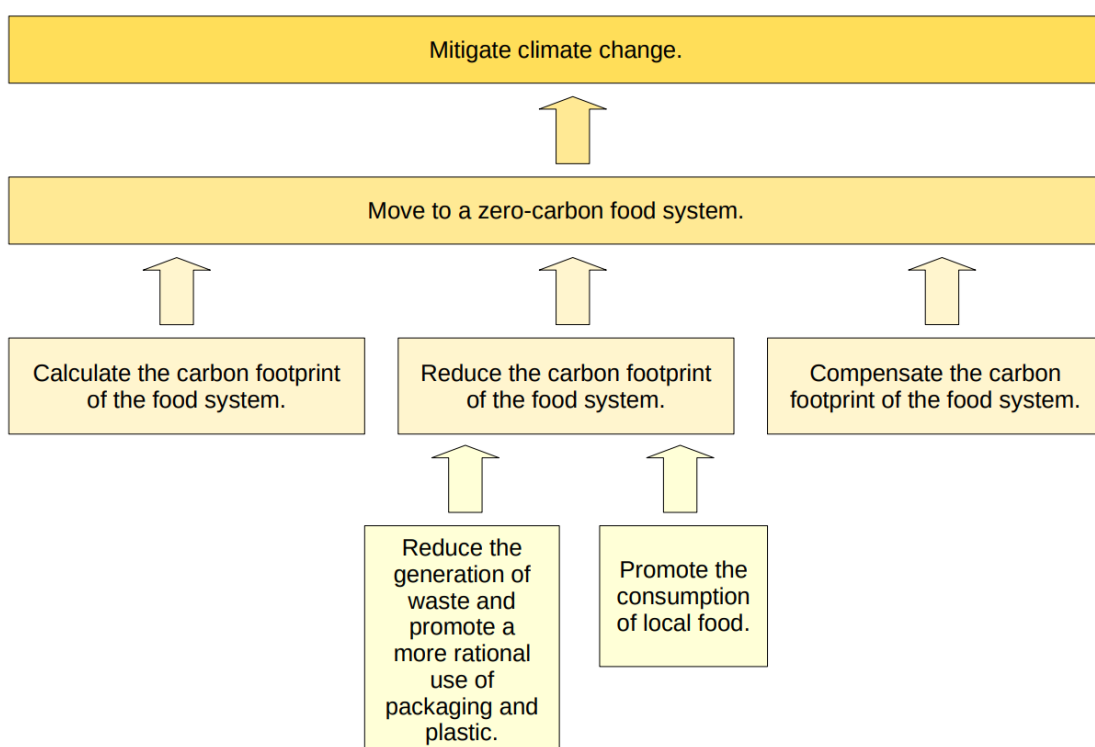 Mitigate climate change.
Move to a zero-carbon food system.
Calculate the carbon footprint
of the food system.
Reduce the carbon footprint
of the food system.
Compensate the carbon
footprint of the food system.
Reduce the
generation of
waste and
promote a
more rational
use of
packaging and
plastic.
Promote the
consumption
of local food.